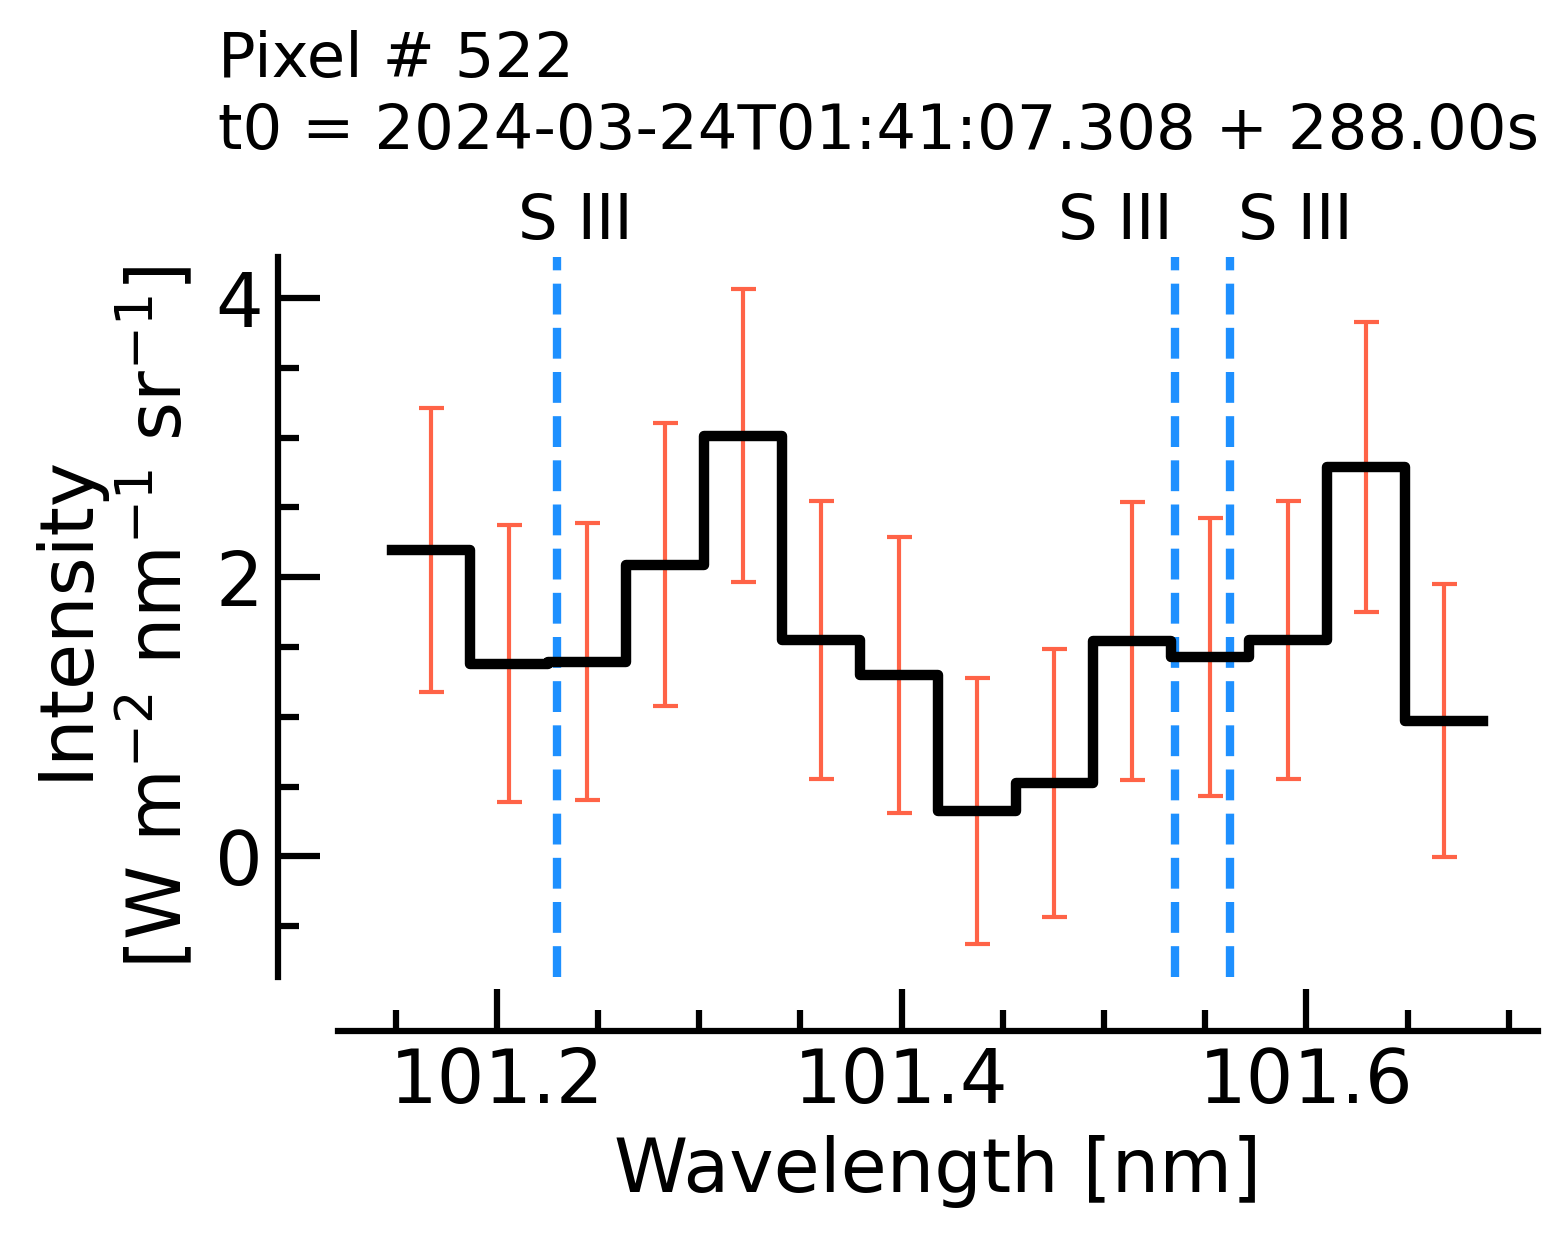 Pixel # 522
t0 = 2024-03-24T01:41:07.308 + 288.00s
S III S III S III
Intensity
[W m⁻² nm⁻¹ sr⁻¹]
4
2
0
101.2 101.4 101.6
Wavelength [nm]